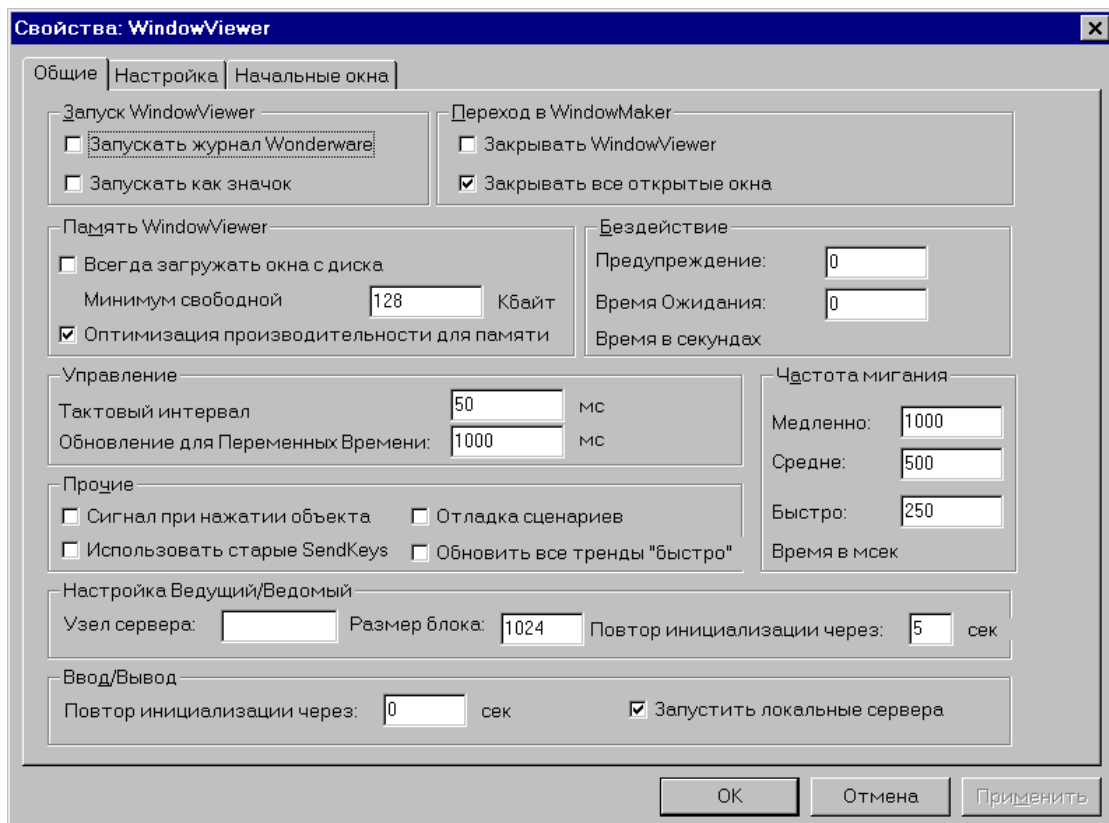 Свойства: WindowViewer
Общие Настройка Начальные окна
Запуск WindowViewer
Запускать журнал Wonderware
Запускать как значок
Переход в WindowMaker
Закрывать WindowViewer
Закрывать все открытые окна
Память WindowViewer
Всегда загружать окна с диска
Минимум свободной 128 Кбайт
Оптимизация производительности для памяти
Бездействие
Предупреждение: 0
Время Ожидания: 0
Время в секундах
Управление
Тактовый интервал 50 мс
Обновление для Переменных Времени: 1000 мс
Частота мигания
Медленно: 1000
Средне: 500
Быстро: 250
Время в мсек
Прочие
Сигнал при нажатии объекта Отладка сценариев
Использовать старые SendKeys Обновить все тренды "быстро"
Настройка Ведущий/Ведомый
Узел сервера: Размер блока: 1024 Повтор инициализации через: 5 сек
Ввод/Вывод
Повтор инициализации через: 0 сек Запустить локальные сервера
OK Отмена Применить